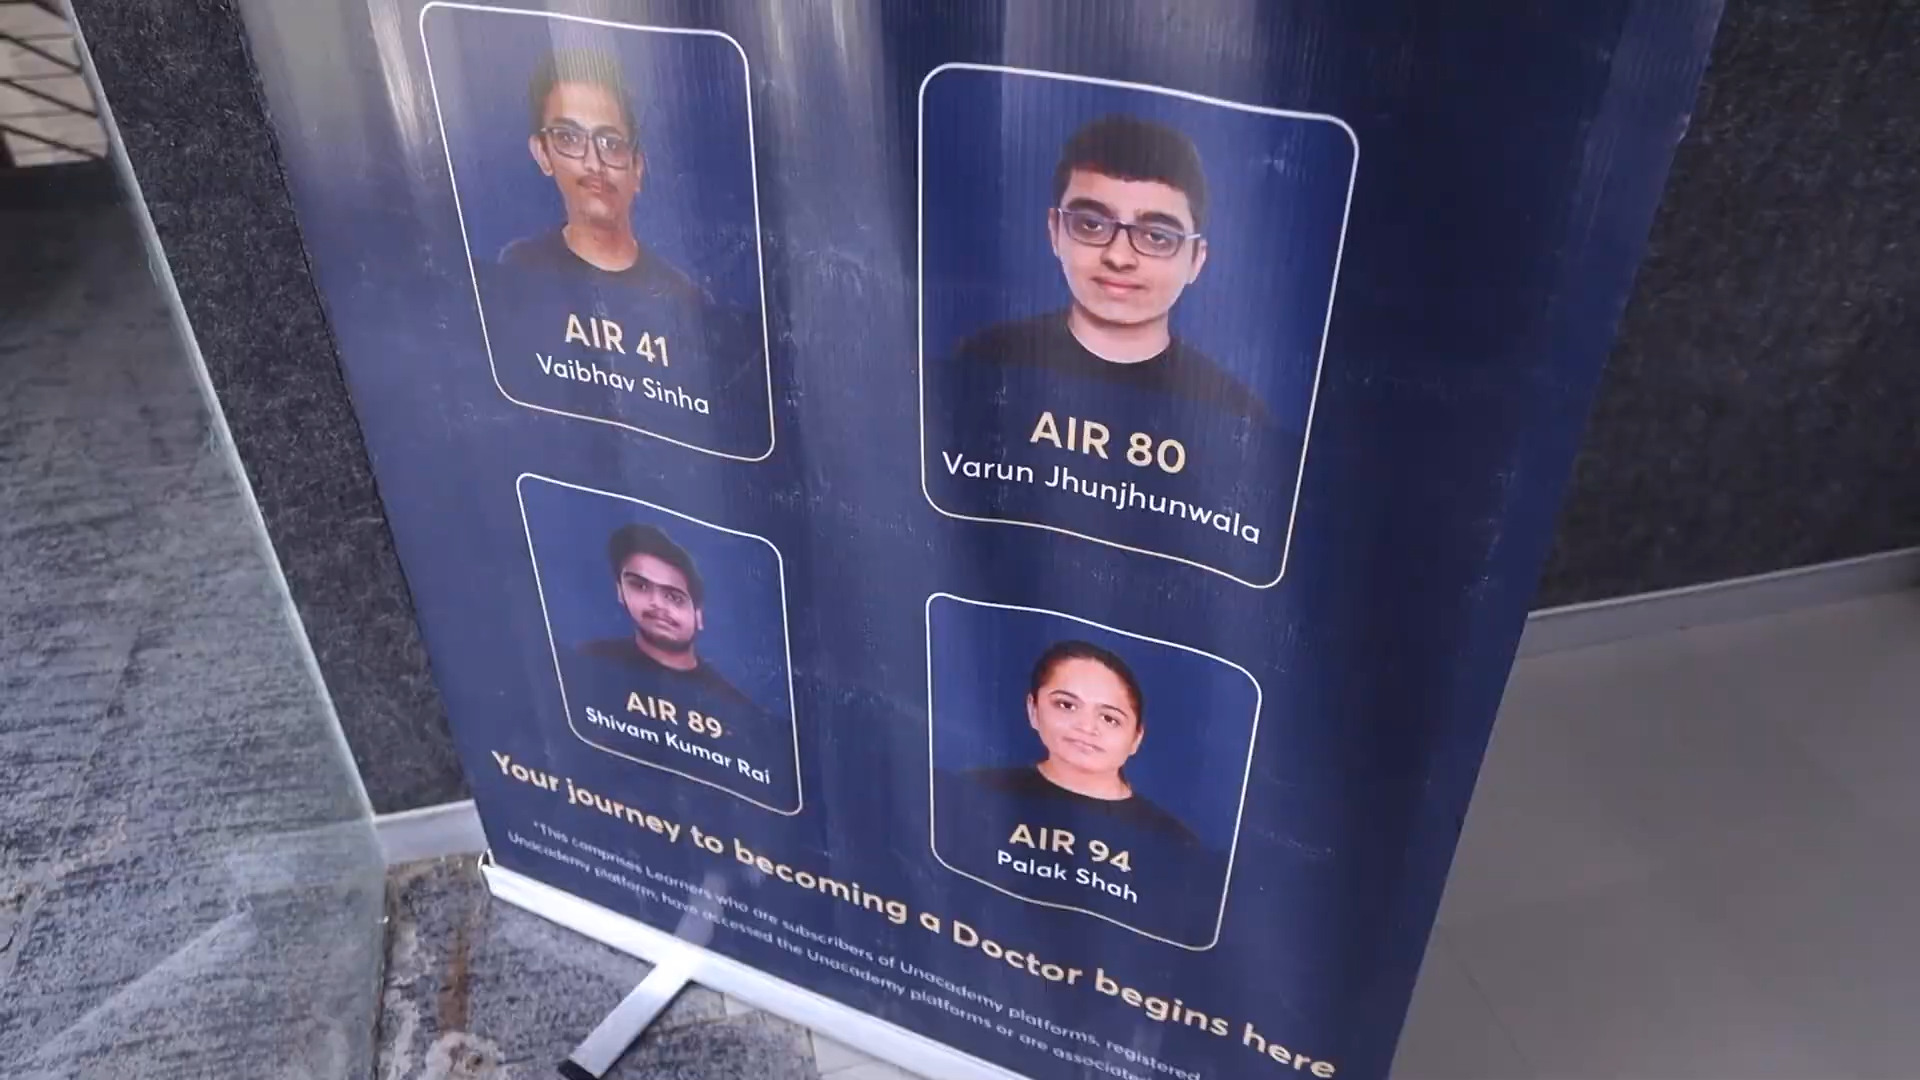 AIR 41
Vaibhav Sinha
AIR 80
Varun Jhunjhunwala
AIR 89
Shivam Kumar Rai
AIR 94
Palak Shah
Your journey to becoming a Doctor begins here
*This comprises Learners who are subscribers of Unacademy platforms, registered
Unacademy platform, have accessed the Unacademy platforms or are associated